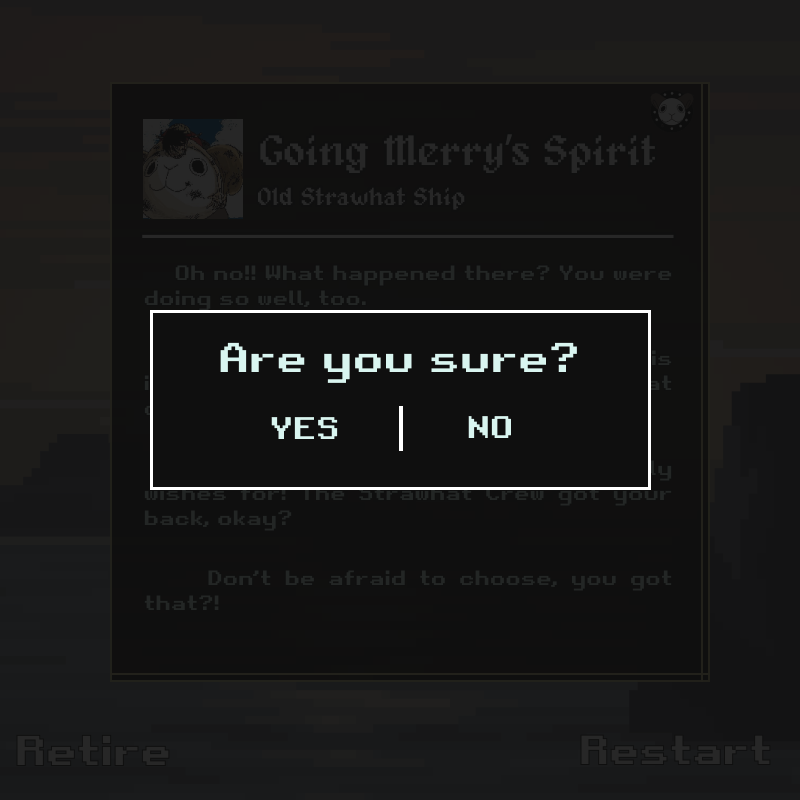 Going Merry's Spirit
Old Strawhat Ship
Oh no!! What happened there? You were
doing so well, too.
is
at
Are you sure?
YES | NO
wishes for! The Strawhat Crew got your
back, okay?
Don't be afraid to choose, you got
that?!
Retire
Restart